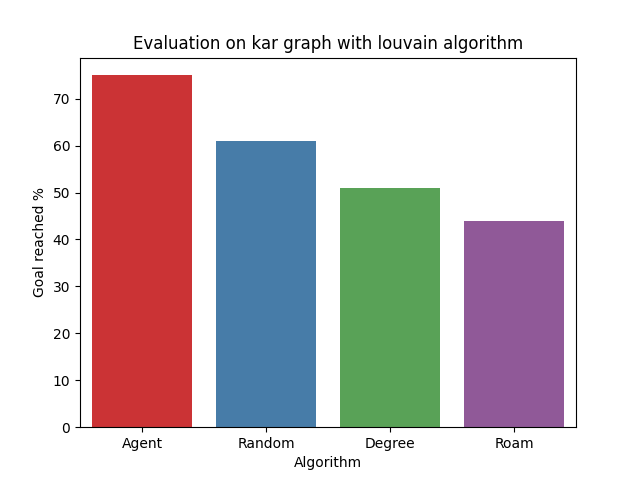 Evaluation on kar graph with louvain algorithm
Goal reached %
70
60
50
40
30
20
10
0
Agent Random Degree Roam
Algorithm